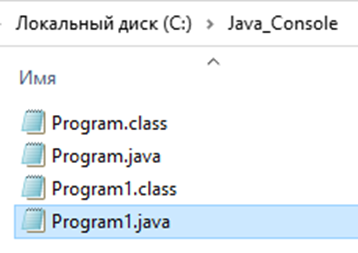 Локальный диск (C:) > Java_Console
Имя
Program.class
Program.java
Program1.class
Program1.java